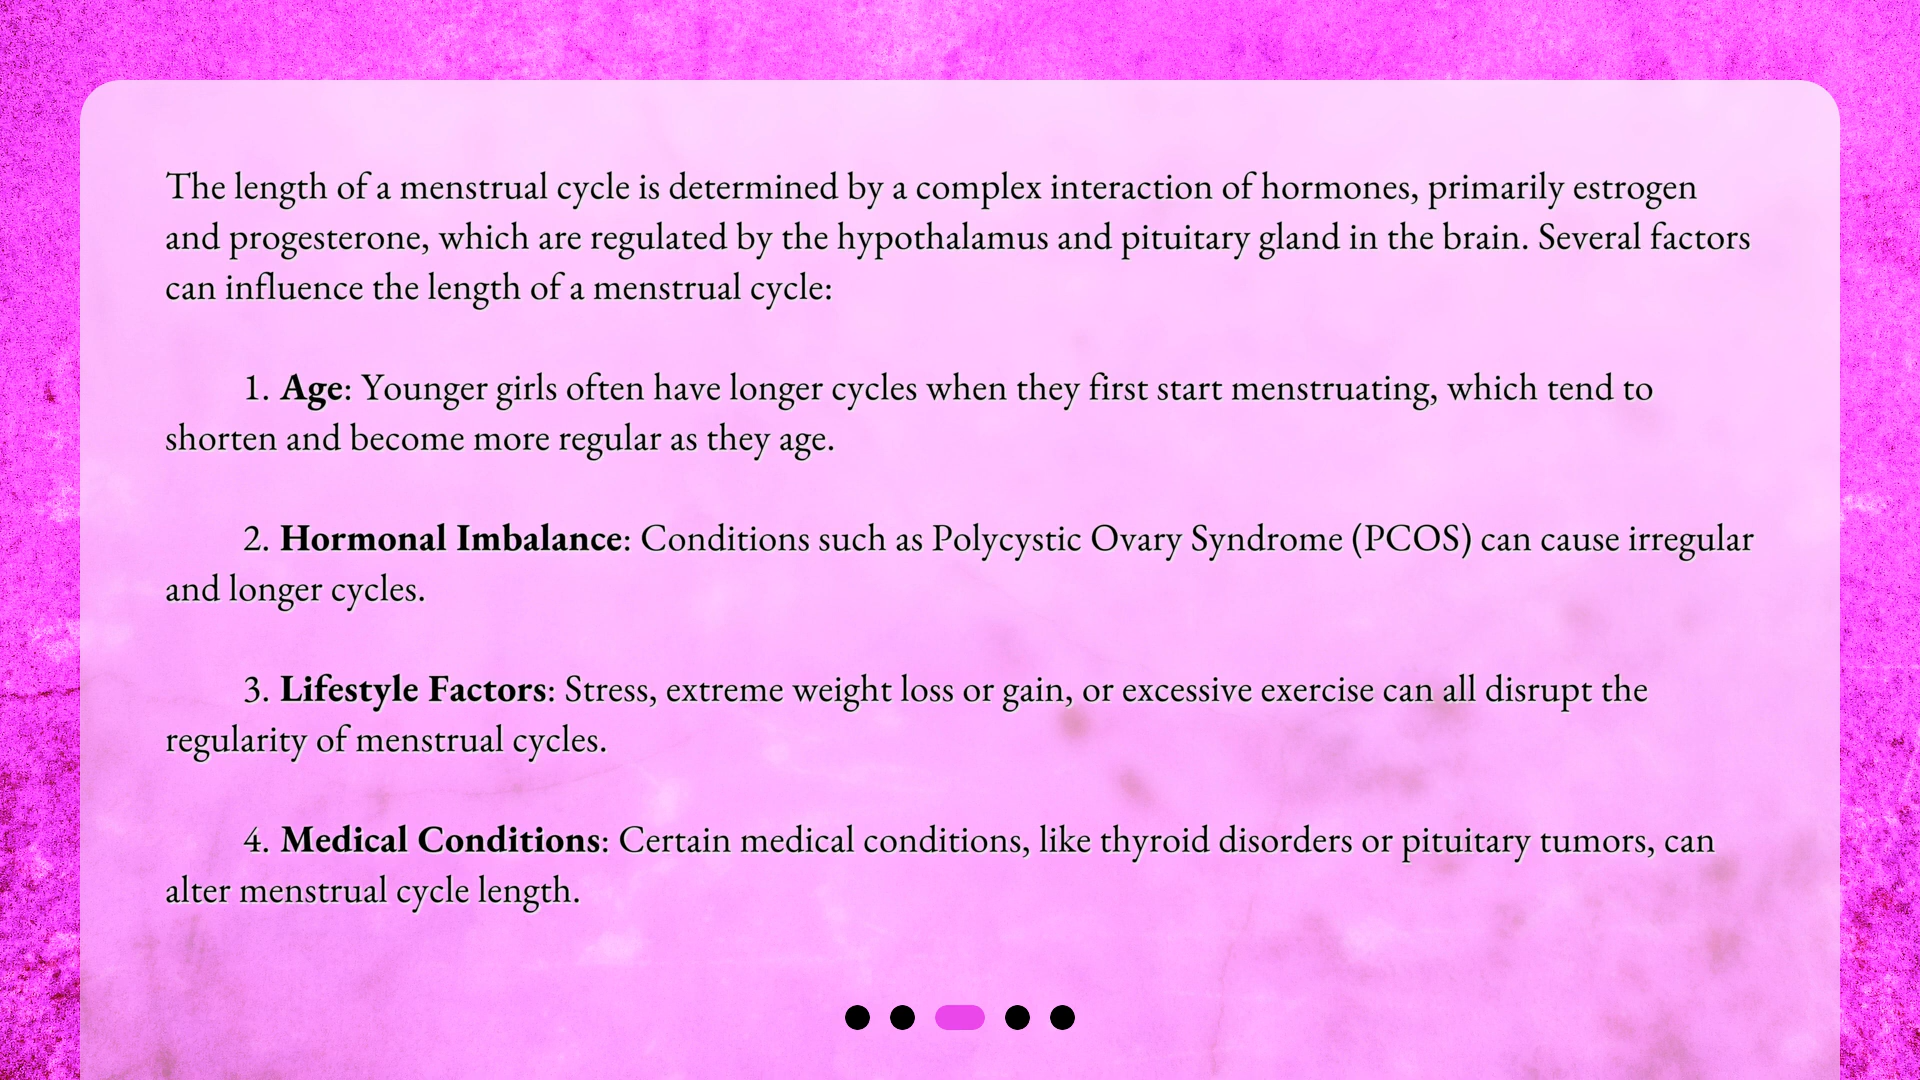 The length of a menstrual cycle is determined by a complex interaction of hormones, primarily estrogen
and progesterone, which are regulated by the hypothalamus and pituitary gland in the brain. Several factors
can influence the length of a menstrual cycle:
1. Age: Younger girls often have longer cycles when they first start menstruating, which tend to
shorten and become more regular as they age.
2. Hormonal Imbalance: Conditions such as Polycystic Ovary Syndrome (PCOS) can cause irregular
and longer cycles.
3. Lifestyle Factors: Stress, extreme weight loss or gain, or excessive exercise can all disrupt the
regularity of menstrual cycles.
4. Medical Conditions: Certain medical conditions, like thyroid disorders or pituitary tumors, can
alter menstrual cycle length.